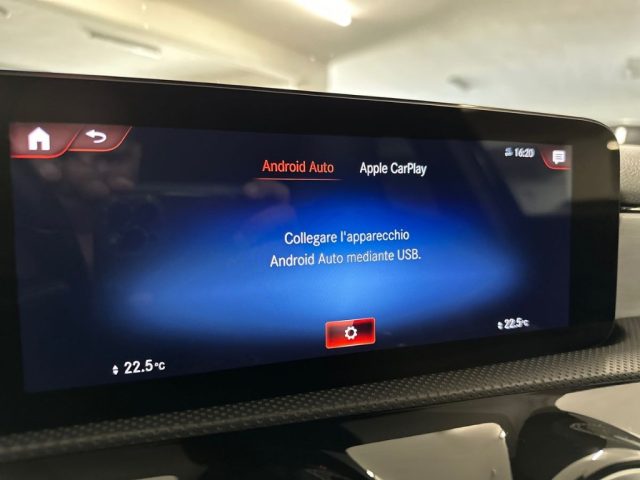 16:20
Android Auto Apple CarPlay
Collegare l'apparecchio
Android Auto mediante USB.
22.5°C
22.5°C